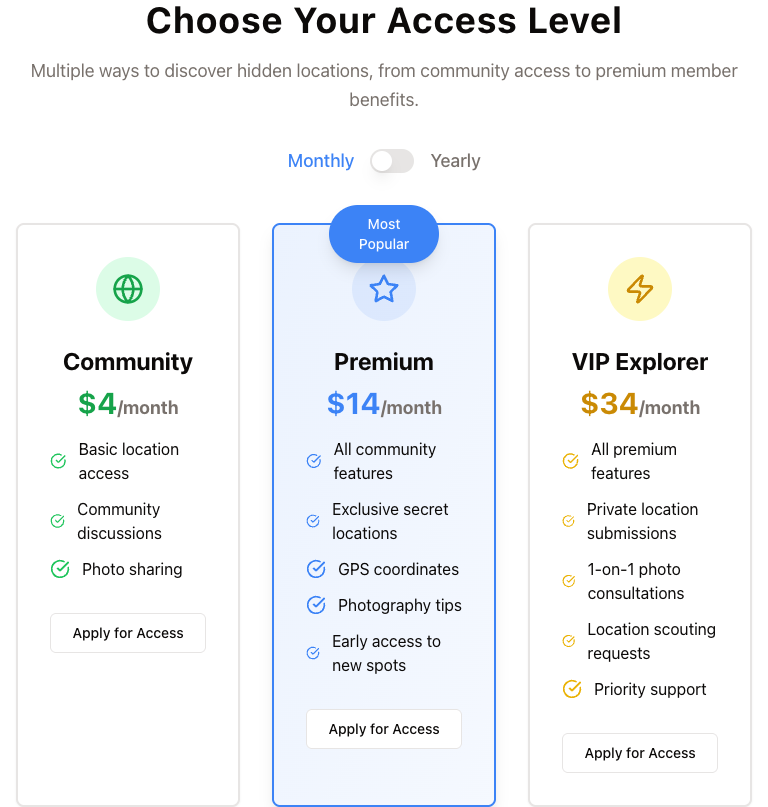 Choose Your Access Level
Multiple ways to discover hidden locations, from community access to premium member
benefits.
Monthly
Yearly
Community
$4/month
Basic location
access
Community
discussions
Photo sharing
Apply for Access
Most
Popular
Premium
$14/month
All community
features
Exclusive secret
locations
GPS coordinates
Photography tips
Early access to
new spots
Apply for Access
VIP Explorer
$34/month
All premium
features
Private location
submissions
1-on-1 photo
consultations
Location scouting
requests
Priority support
Apply for Access